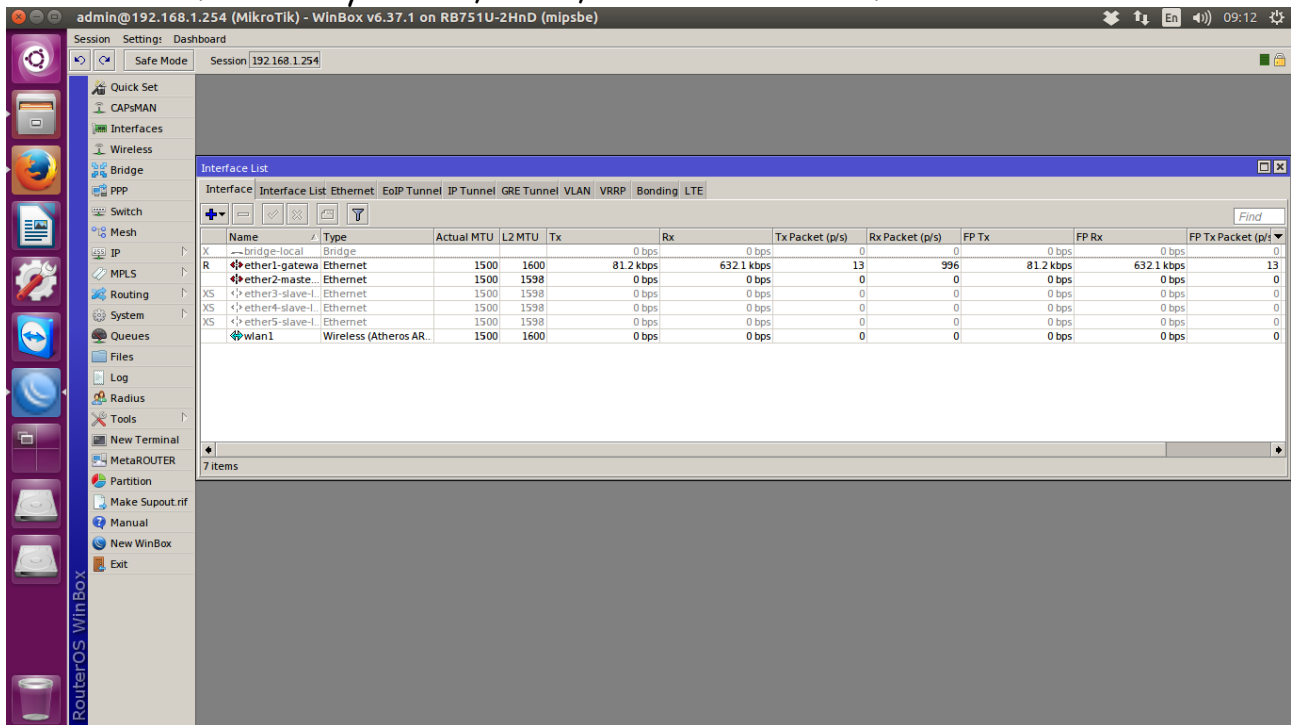 admin@192.168.1.254 (MikroTik) - WinBox v6.37.1 on RB751U-2HnD (mipsbe)
En
09:12
Session Settings Dashboard
Safe Mode
Session 192.168.1.254
Quick Set
CAPsMAN
Interfaces
Wireless
Bridge
PPP
Switch
Mesh
IP
MPLS
Routing
System
Queues
Files
Log
Radius
Tools
New Terminal
MetaROUTER
Partition
Make Supout.rif
Manual
New WinBox
Exit
RouterOS WinBox
Interface List
Interface Interface List Ethernet EoIP Tunnel IP Tunnel GRE Tunnel VLAN VRRP Bonding LTE
Find
Name Type Actual MTU L2 MTU Tx Rx Tx Packet (p/s) Rx Packet (p/s) FP Tx FP Rx FP Tx Packet (p/s
X bridge-local Bridge 0 bps 0 bps 0 0 0 bps 0 bps 0
R ether1-gatewa Ethernet 1500 1600 81.2 kbps 632.1 kbps 13 996 81.2 kbps 632.1 kbps 13
ether2-maste... Ethernet 1500 1598 0 bps 0 bps 0 0 0 bps 0 bps 0
XS ether3-slave-l.. Ethernet 1500 1598 0 bps 0 bps 0 0 0 bps 0 bps 0
XS ether4-slave-l.. Ethernet 1500 1598 0 bps 0 bps 0 0 0 bps 0 bps 0
XS ether5-slave-l.. Ethernet 1500 1598 0 bps 0 bps 0 0 0 bps 0 bps 0
wlan1 Wireless (Atheros AR.. 1500 1600 0 bps 0 bps 0 0 0 bps 0 bps 0
7 items